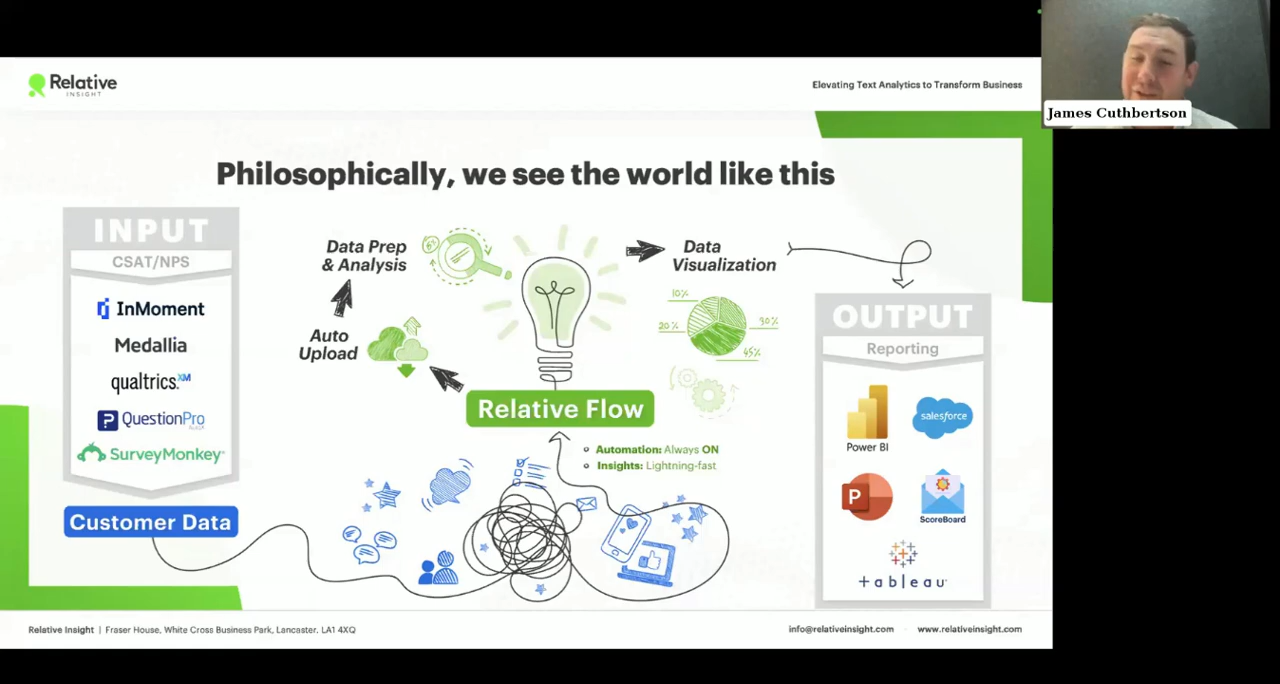 Relative
INSIGHT
Elevating Text Analytics to Transform Business
James Cuthbertson
Philosophically, we see the world like this
INPUT
CSAT/NPS
InMoment
Medallia
qualtrics.XM
QuestionPro
SurveyMonkey
Customer Data
Data Prep
& Analysis
Auto
Upload
Relative Flow
Automation: Always ON
Insights: Lightning-fast
Data
Visualization
10%
20%
30%
45%
OUTPUT
Reporting
Power BI
salesforce
P
ScoreBoard
+ableau
Relative Insight | Fraser House, White Cross Business Park, Lancaster. LA1 4XQ
info@relativeinsight.com
www.relativeinsight.com